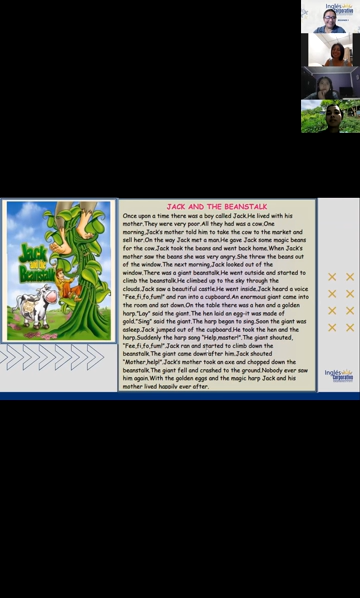 Inglés
Corporativo
JACK AND THE BEANSTALK
Once upon a time there was a boy called Jack.He lived with his
mother.They were very poor.All they had was a cow.One
morning,Jack's mother told him to take the cow to the market and
sell her.On the way Jack met a man.He gave Jack some magic beans
for the cow.Jack took the beans and went back home.When Jack's
mother saw the beans she was very angry.She threw the beans out
of the window.The next morning,Jack looked out of the
window.There was a giant beanstalk.He went outside and started to
climb the beanstalk.He climbed up to the sky through the
clouds.Jack saw a beautiful castle.He went inside.Jack heard a voice
"Fee,fi,fo,fum!" and ran into a cupboard.An enormous giant came into
the room and sat down.On the table there was a hen and a golden
harp."Lay" said the giant.The hen laid an egg-it was made of
gold."Sing" said the giant.The harp began to sing.Soon the giant was
asleep.Jack jumped out of the cupboard.He took the hen and the
harp.Suddenly the harp sang "Help,master!".The giant shouted,
"Fee,fi,fo,fum!".Jack ran and started to climb down the
beanstalk.The giant came down after him.Jack shouted
"Mother,help!".Jack's mother took an axe and chopped down the
beanstalk.The giant fell and crashed to the ground.Nobody ever saw
him again.With the golden eggs and the magic harp Jack and his
mother lived happily ever after.
Jack
Beanstalk
Inglés
Corporativo